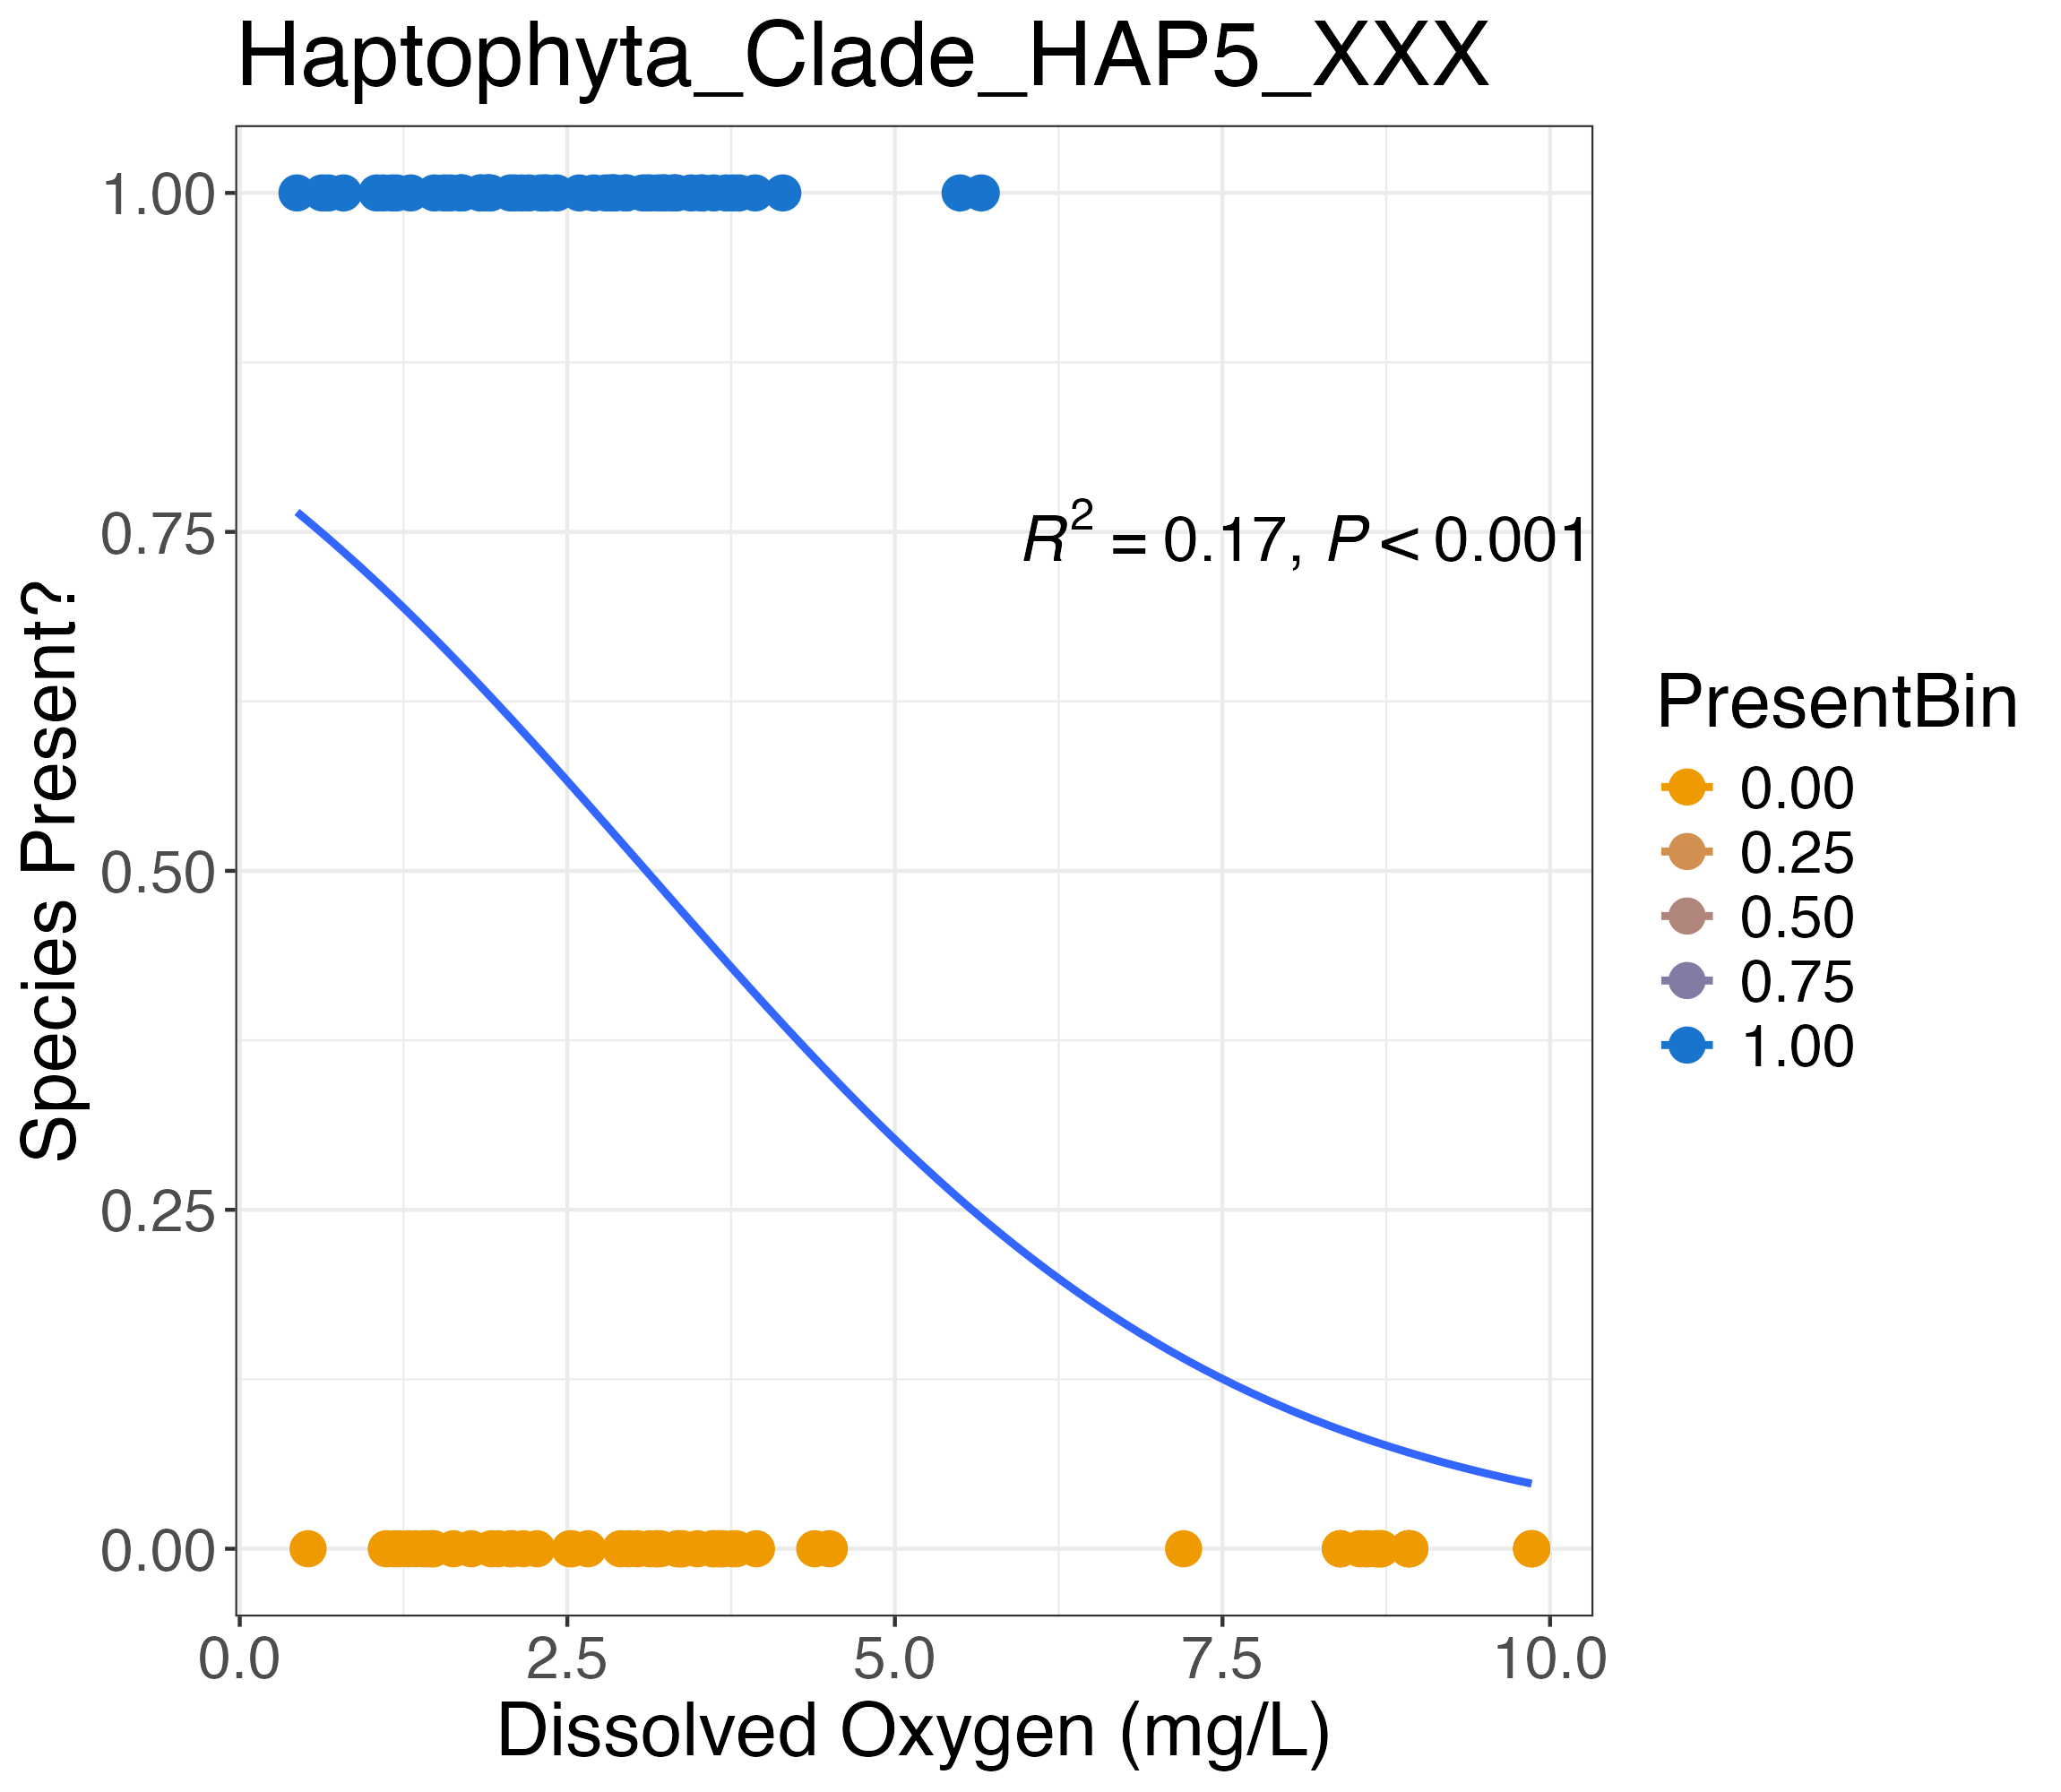 Haptophyta_Clade_HAP5_XXX
1.00
0.75
0.50
0.25
0.00
Species Present?
R² = 0.17, P < 0.001
0.0 2.5 5.0 7.5 10.0
Dissolved Oxygen (mg/L)
PresentBin
0.00
0.25
0.50
0.75
1.00